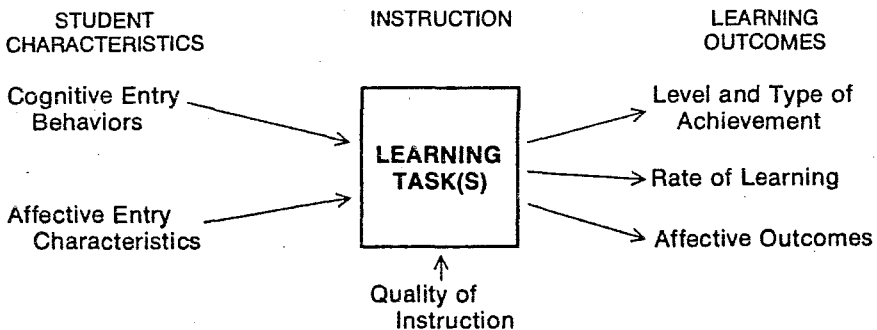 STUDENT
CHARACTERISTICS
INSTRUCTION
LEARNING
OUTCOMES
Cognitive Entry
Behaviors
Affective Entry
Characteristics
LEARNING
TASK(S)
Quality of
Instruction
Level and Type of
Achievement
Rate of Learning
Affective Outcomes